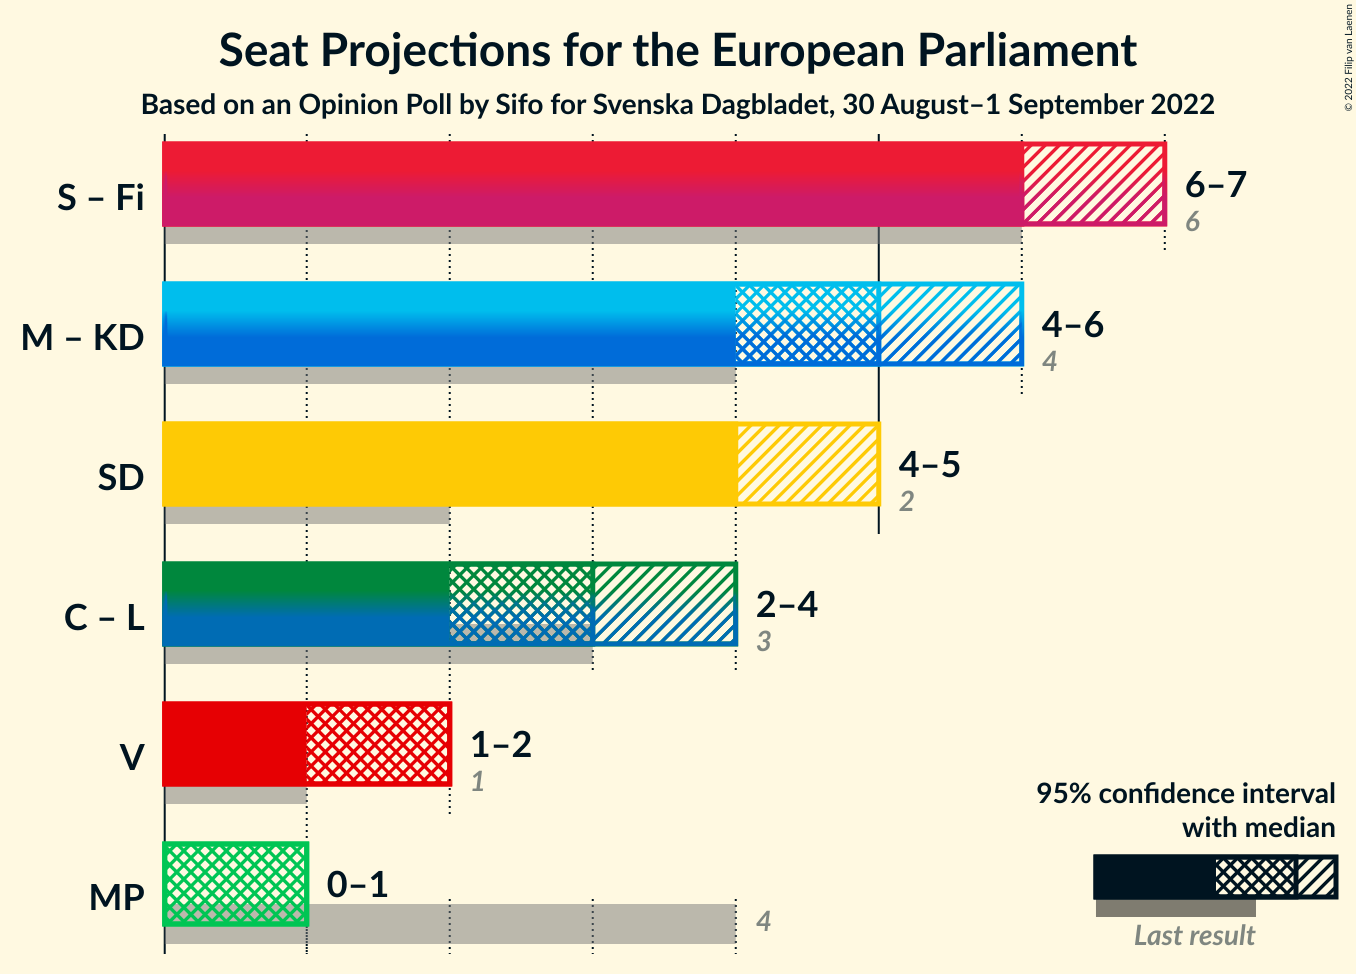 Seat Projections for the European Parliament
Based on an Opinion Poll by Sifo for Svenska Dagbladet, 30 August–1 September 2022
© 2022 Filip van Laenen
S – Fi
6–7
6
M – KD
4–6
4
SD
4–5
2
C – L
2–4
3
V
1–2
1
MP
0–1
4
95% confidence interval
with median
Last result